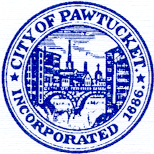 CITY OF PAWTUCKET.
INCORPORATED 1886.